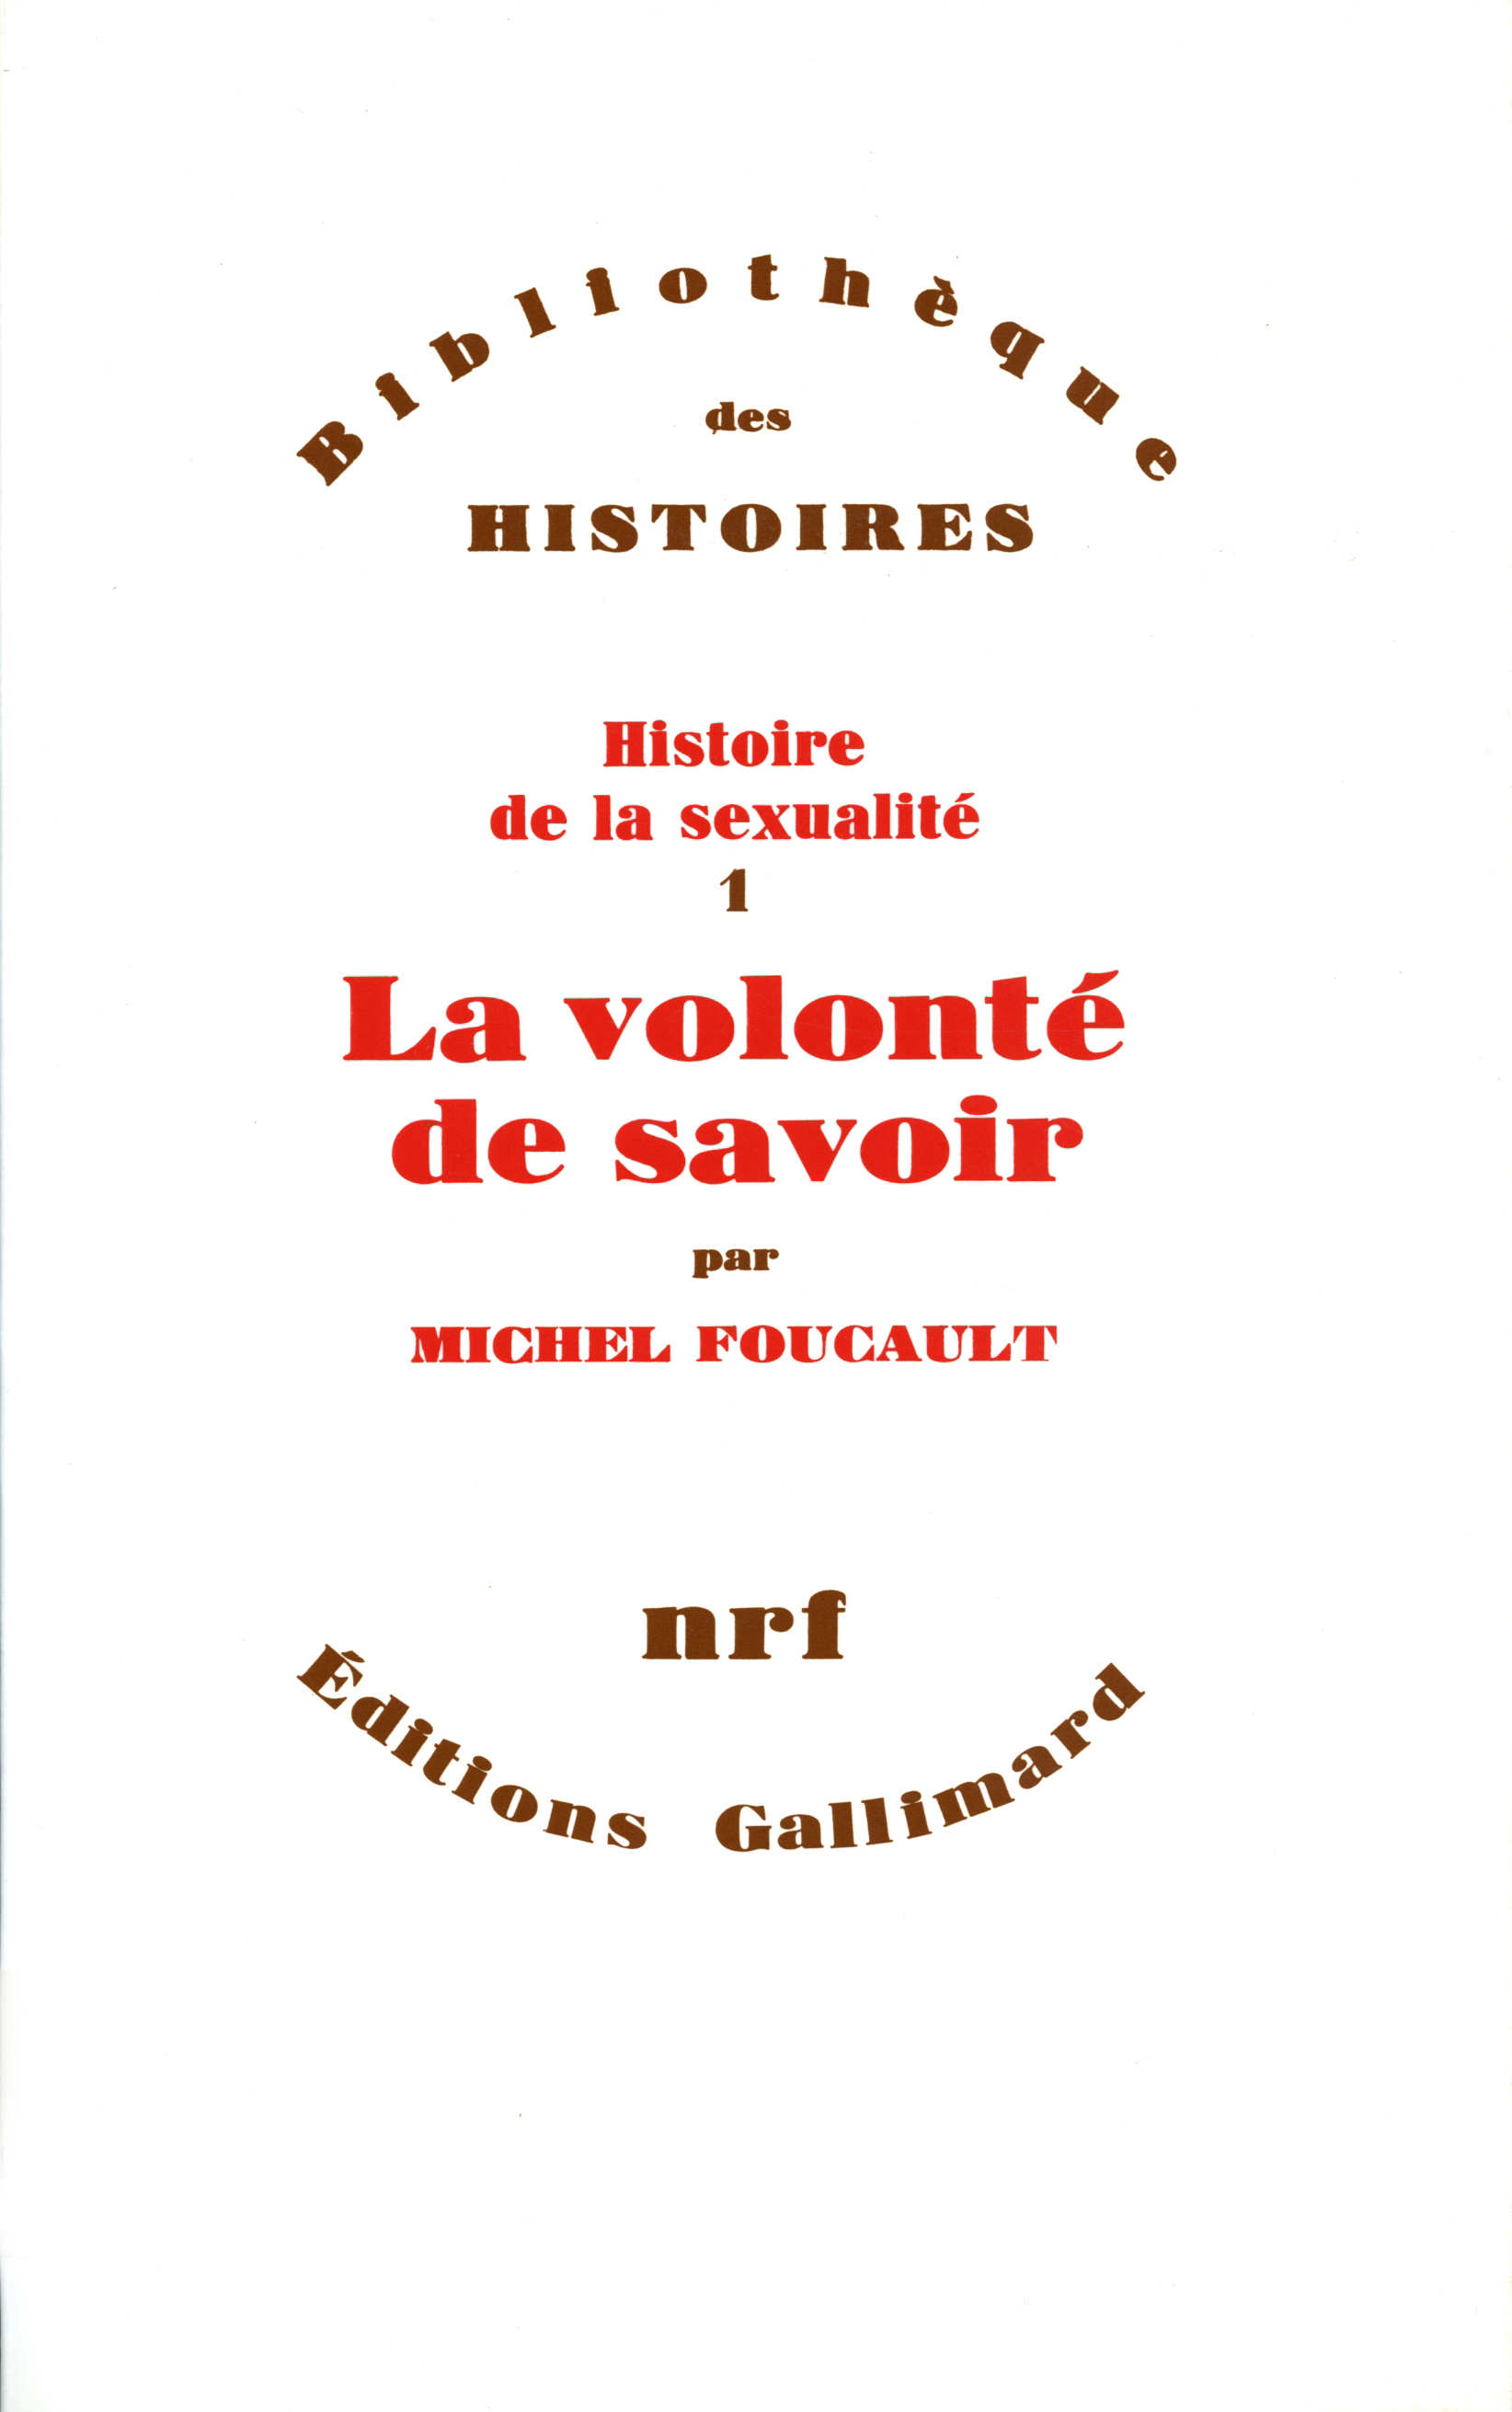 Bibliothèque
des
HISTOIRES
Histoire
de la sexualité
1
La volonté
de savoir
par
MICHEL FOUCAULT
nrf
Éditions Gallimard